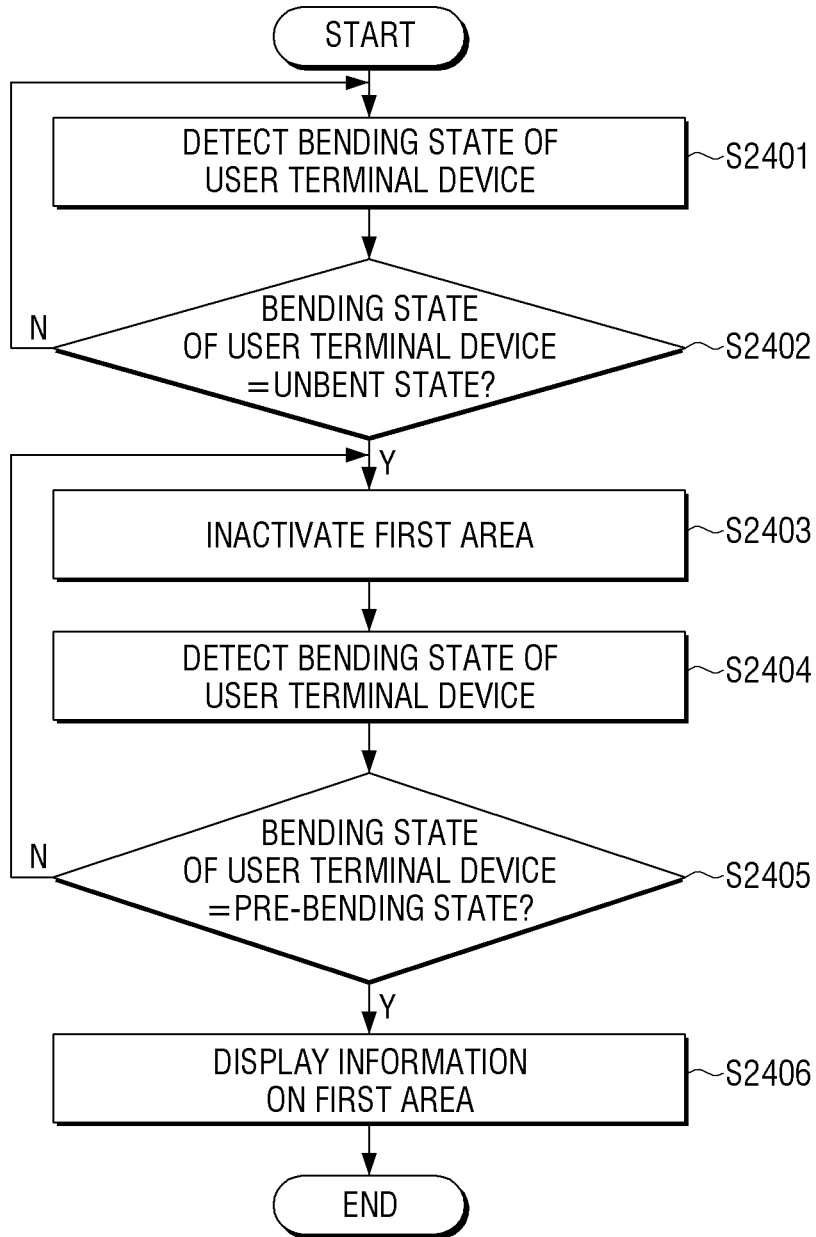 START
DETECT BENDING STATE OF
USER TERMINAL DEVICE
S2401
BENDING STATE
OF USER TERMINAL DEVICE
=UNBENT STATE?
S2402
N
Y
INACTIVATE FIRST AREA
S2403
DETECT BENDING STATE OF
USER TERMINAL DEVICE
S2404
BENDING STATE
OF USER TERMINAL DEVICE
=PRE-BENDING STATE?
S2405
N
Y
DISPLAY INFORMATION
ON FIRST AREA
S2406
END